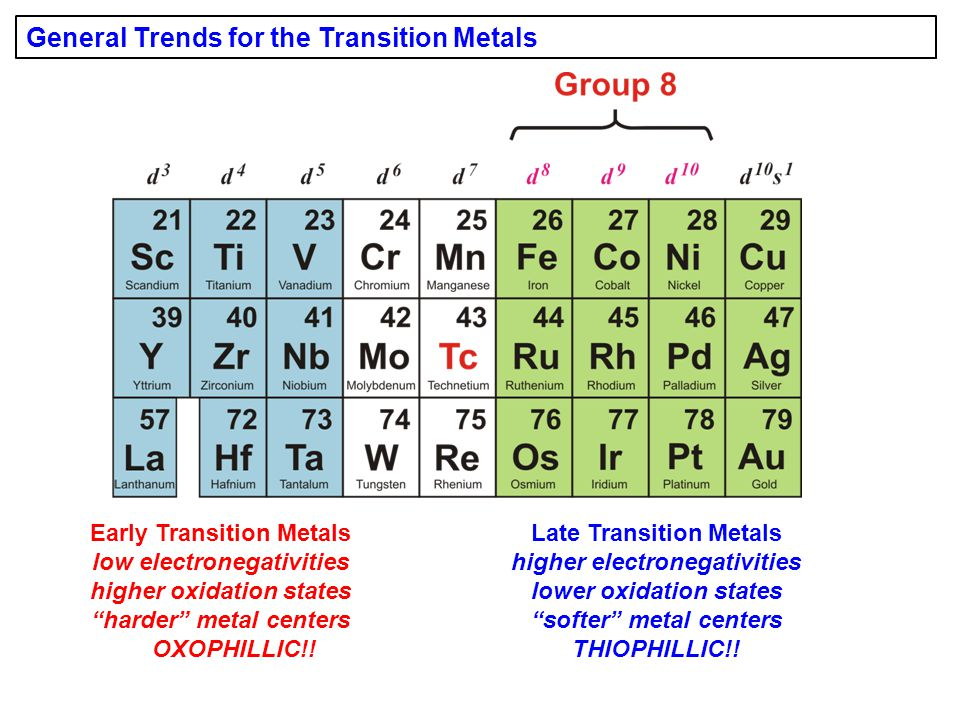 General Trends for the Transition Metals
Group 8
d³ d⁴ d⁵ d⁶ d⁷ d⁸ d⁹ d¹⁰ d¹⁰s¹
21 22 23 24 25 26 27 28 29
Sc Ti V Cr Mn Fe Co Ni Cu
Scandium Titanium Vanadium Chromium Manganese Iron Cobalt Nickel Copper
39 40 41 42 43 44 45 46 47
Y Zr Nb Mo Tc Ru Rh Pd Ag
Yttrium Zirconium Niobium Molybdenum Technetium Ruthenium Rhodium Palladium Silver
57 72 73 74 75 76 77 78 79
La Hf Ta W Re Os Ir Pt Au
Lanthanum Hafnium Tantalum Tungsten Rhenium Osmium Iridium Platinum Gold
Early Transition Metals
low electronegativities
higher oxidation states
“harder” metal centers
OXOPHILLIC!!
Late Transition Metals
higher electronegativities
lower oxidation states
“softer” metal centers
THIOPHILLIC!!